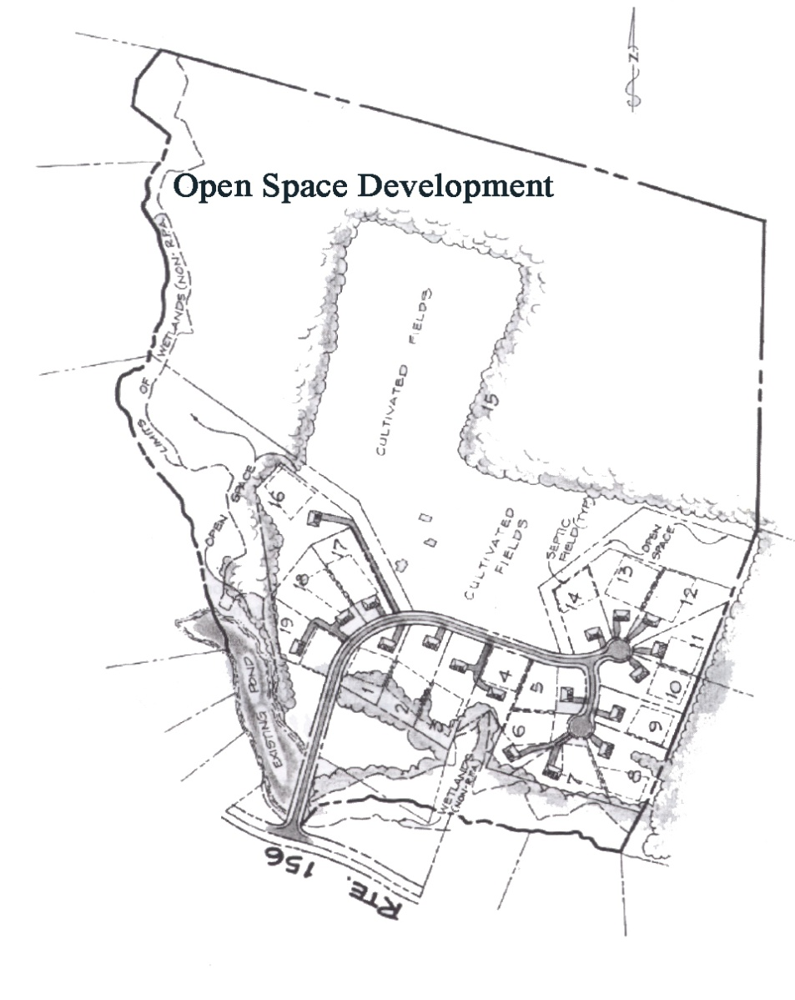 N
Open Space Development
LIMITS OF WETLANDS (NON-RPA)
CULTIVATED FIELDS
15
OPEN SPACE
16
CULTIVATED
FIELDS
SEPTIC
FIELD (TYP)
OPEN
SPACE
17
18
19
14
13
12
11
10
9
8
7
6
5
4
2
1
EXISTING POND
WETLANDS
(NON-RPA)
RTE. 156